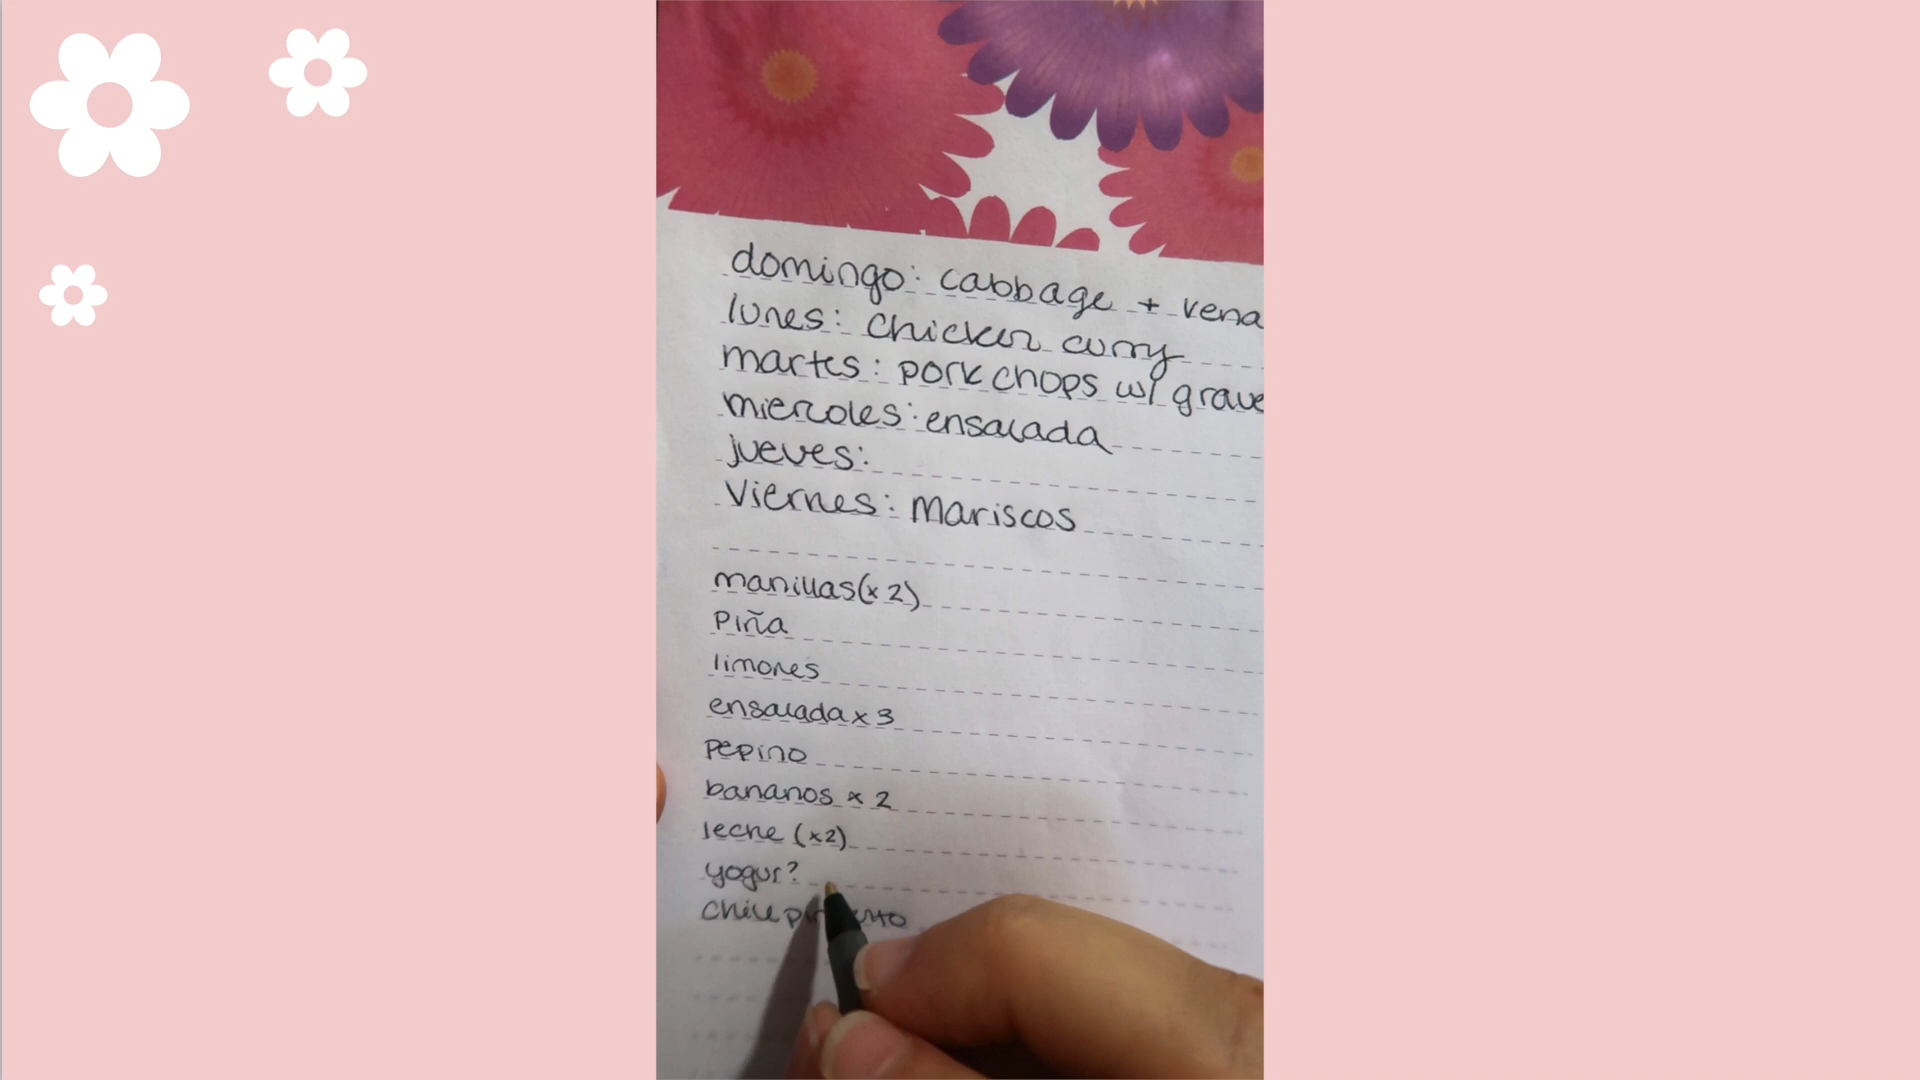 domingo: cabbage + vena
lunes: chicken curry
martes: pork chops w/ grave
miercoles: ensalada
jueves:
Viernes: Mariscos
manillas(x 2)
Piña
limones
ensalada x 3
pepino
bananos x 2
leche (x2)
yogur?
chile